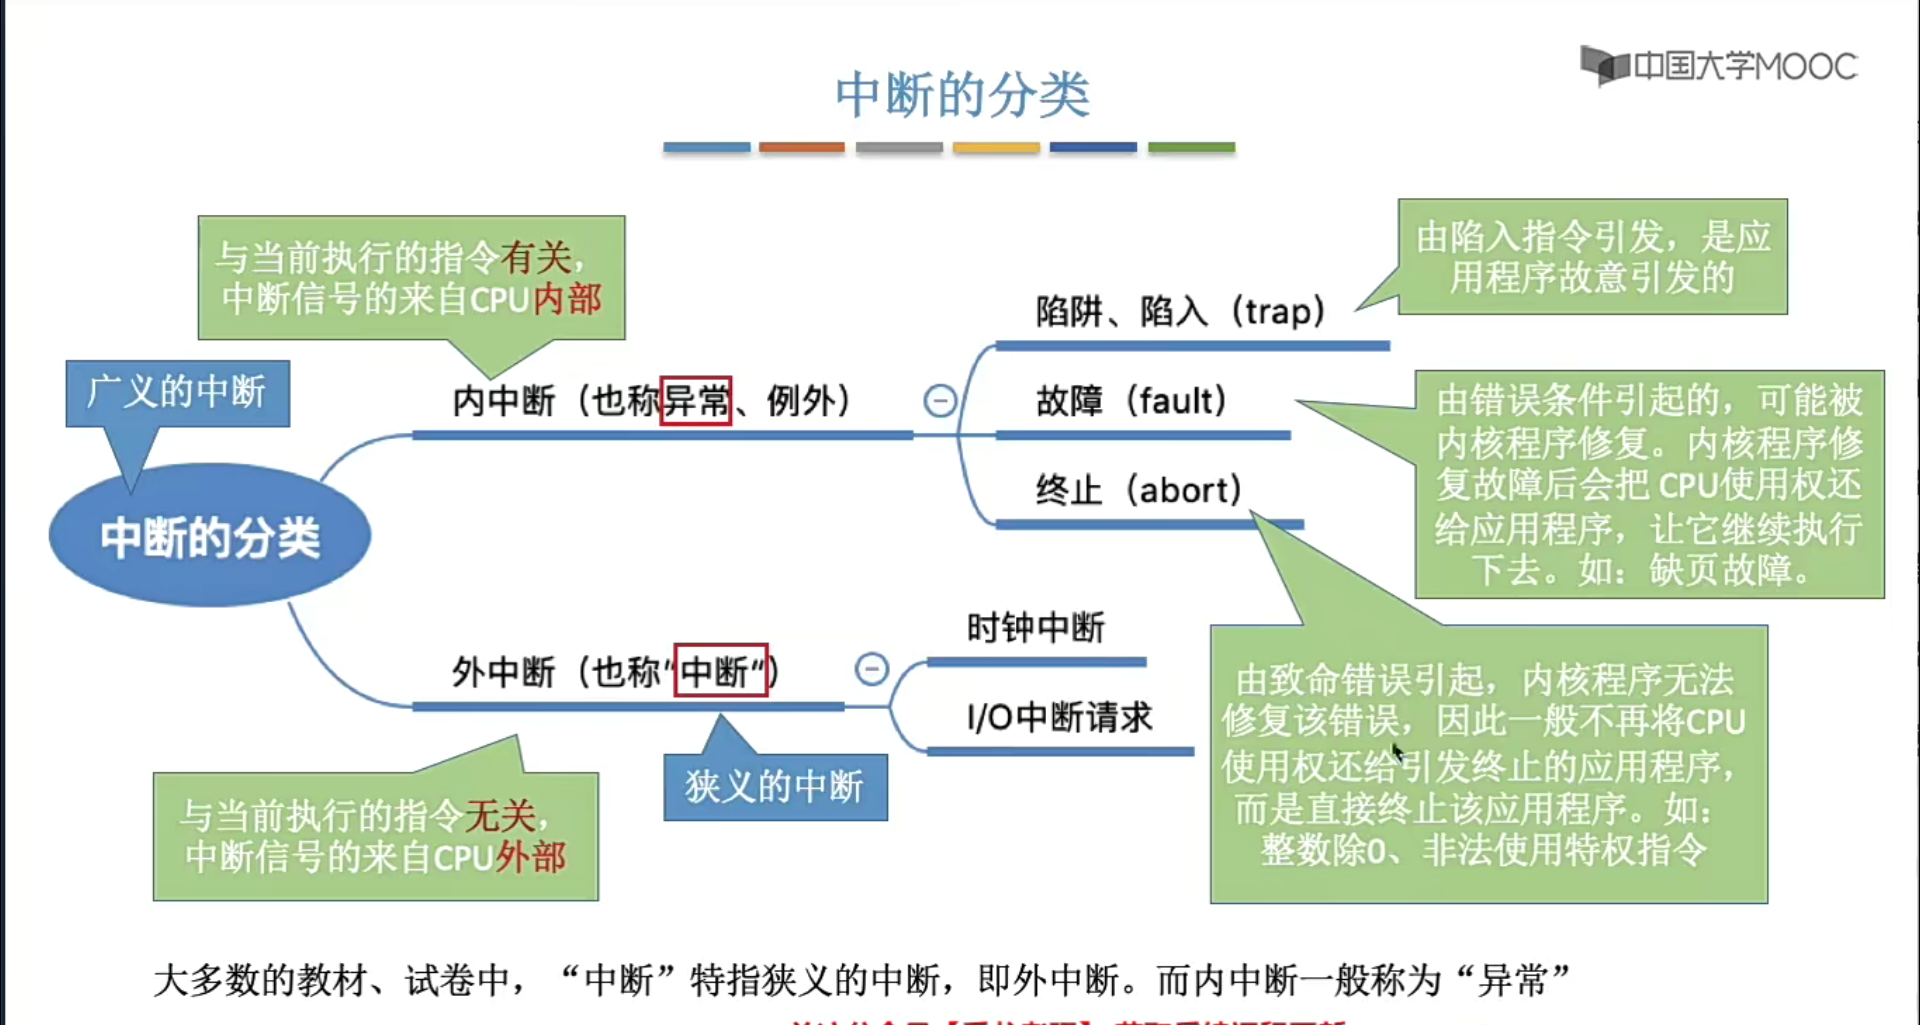 中国大学MOOC
中断的分类
与当前执行的指令有关，
中断信号的来自CPU内部
由陷入指令引发，是应
用程序故意引发的
陷阱、陷入（trap）
广义的中断
内中断（也称异常、例外）
故障（fault）
由错误条件引起的，可能被
内核程序修复。内核程序修
复故障后会把 CPU使用权还
给应用程序，让它继续执行
下去。如：缺页故障。
终止（abort）
中断的分类
时钟中断
外中断（也称“中断“）
I/O中断请求
由致命错误引起，内核程序无法
修复该错误，因此一般不再将CPU
使用权还给引发终止的应用程序，
而是直接终止该应用程序。如：
整数除0、非法使用特权指令
狭义的中断
与当前执行的指令无关，
中断信号的来自CPU外部
大多数的教材、试卷中，“中断”特指狭义的中断，即外中断。而内中断一般称为“异常”